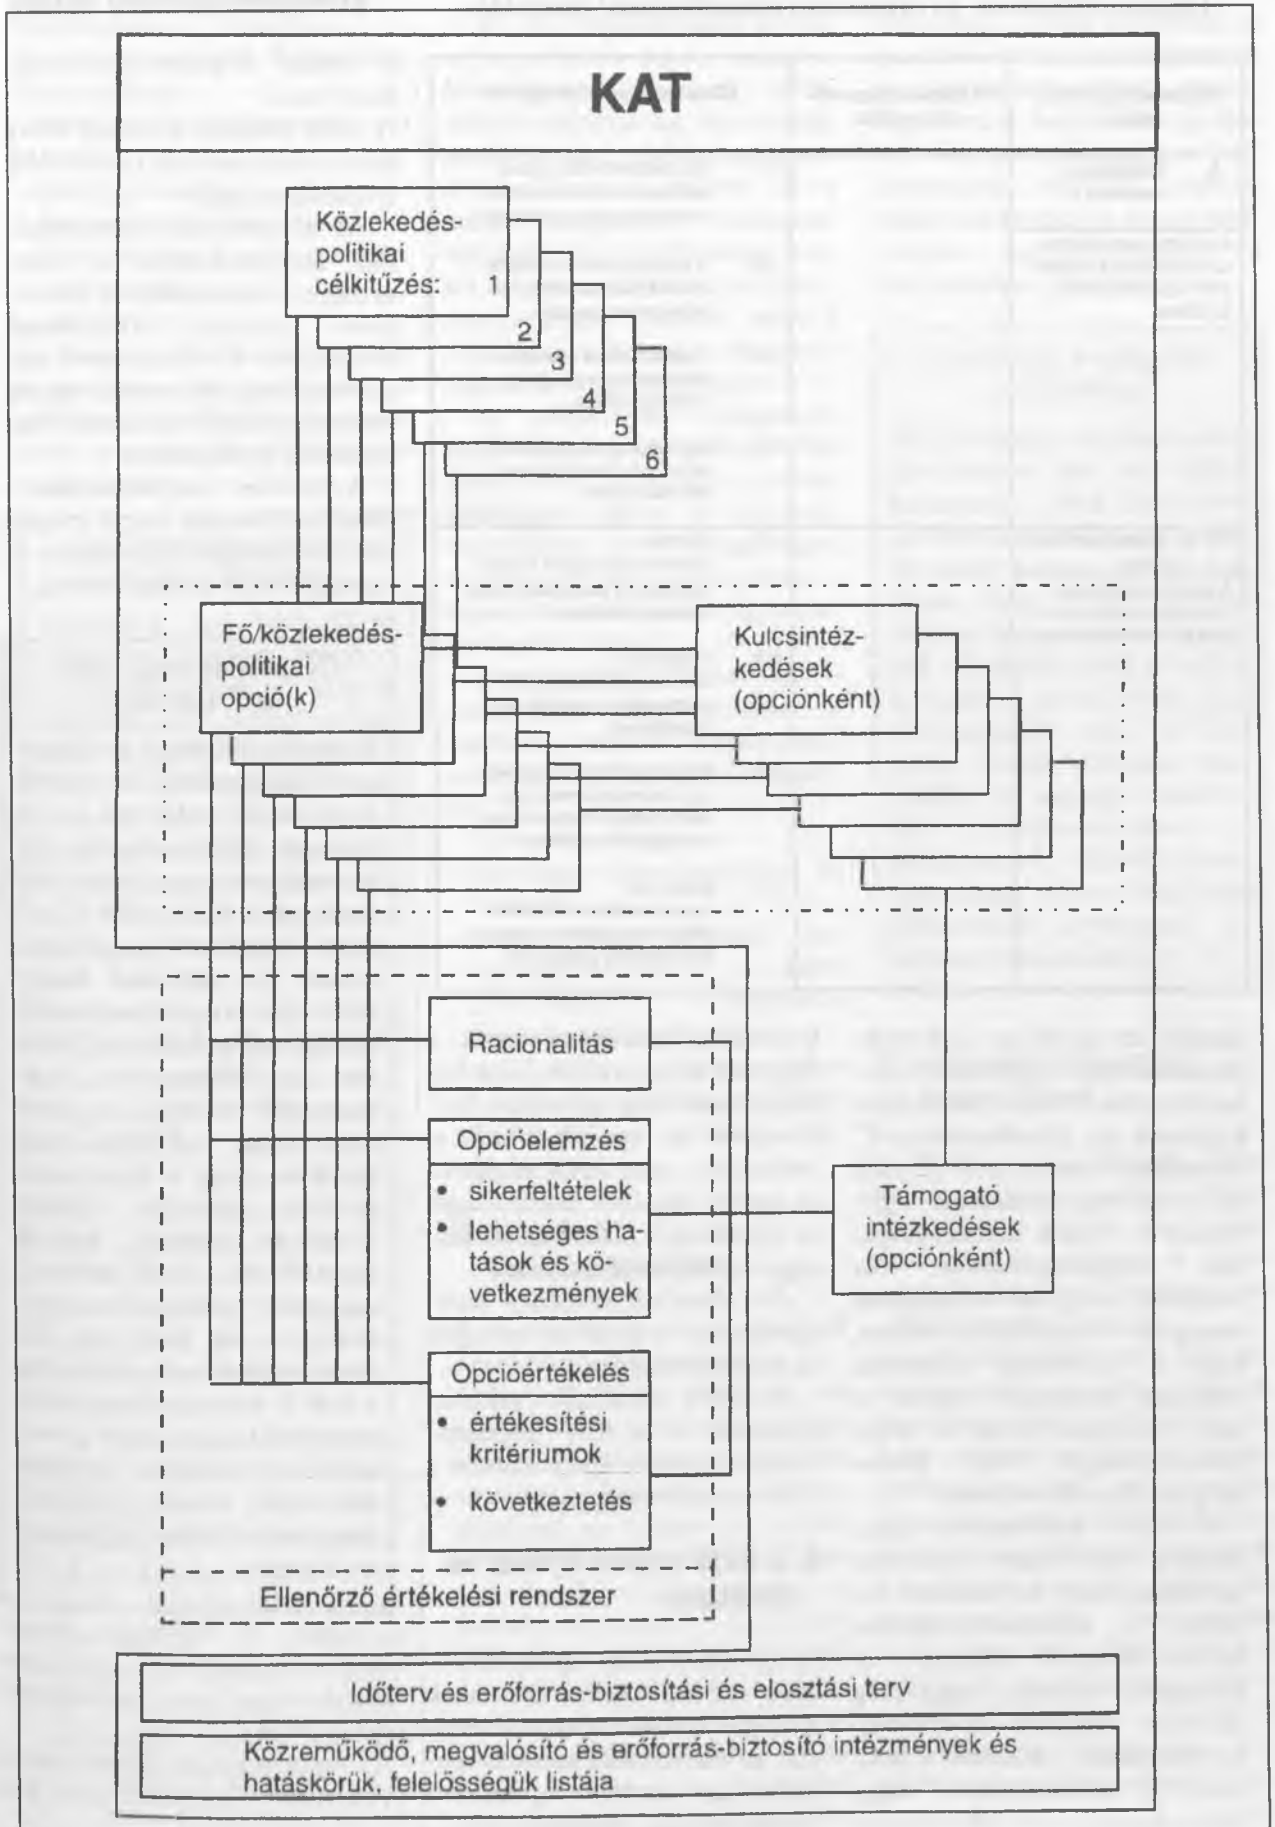 KAT
Közlekedés-
politikai
célkitűzés: 1
2
3
4
5
6
Fő/közlekedés-
politikai
opció(k)
Kulcsintéz-
kedések
(opciónként)
Racionalitás
Opcióelemzés
• sikerfeltételek
• lehetséges ha-
tások és kö-
vetkezmények
Támogató
intézkedések
(opciónként)
Opcióértékelés
• értékesítési
kritériumok
• következtetés
Ellenőrző értékelési rendszer
Időterv és erőforrás-biztosítási és elosztási terv
Közreműködő, megvalósító és erőforrás-biztosító intézmények és
hatáskörük, felelősségük listája